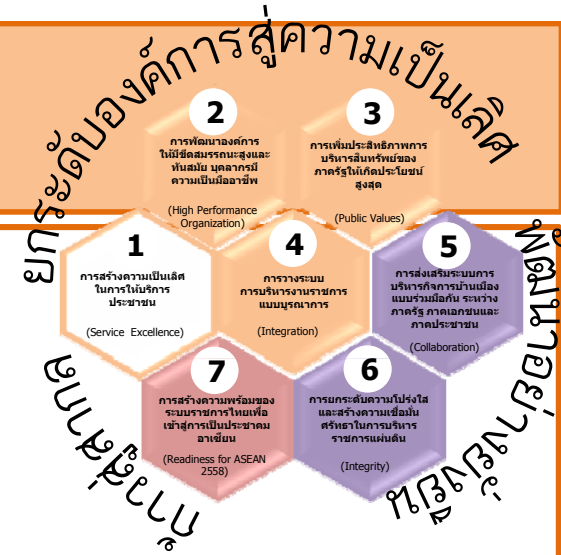 ยกระดับองค์การสู่ความเป็นเลิศ
2
การพัฒนาองค์การ
ให้มีขีดสมรรถนะสูงและ
ทันสมัย บุคลากรมี
ความเป็นมืออาชีพ
(High Performance
Organization)
3
การเพิ่มประสิทธิภาพการ
บริหารสินทรัพย์ของ
ภาครัฐให้เกิดประโยชน์
สูงสุด
(Public Values)
1
การสร้างความเป็นเลิศ
ในการให้บริการ
ประชาชน
(Service Excellence)
4
การวางระบบ
การบริหารงานราชการ
แบบบูรณาการ
(Integration)
5
การส่งเสริมระบบการ
บริหารกิจการบ้านเมือง
แบบร่วมมือกัน ระหว่าง
ภาครัฐ ภาคเอกชนและ
ภาคประชาชน
(Collaboration)
พัฒนาอย่างยั่งยืน
7
การสร้างความพร้อมของ
ระบบราชการไทยเพื่อ
เข้าสู่การเป็นประชาคม
อาเซียน
(Readiness for ASEAN
2558)
6
การยกระดับความโปร่งใส
และสร้างความเชื่อมั่น
ศรัทธาในการบริหาร
ราชการแผ่นดิน
(Integrity)
ก้าวสู่สากล